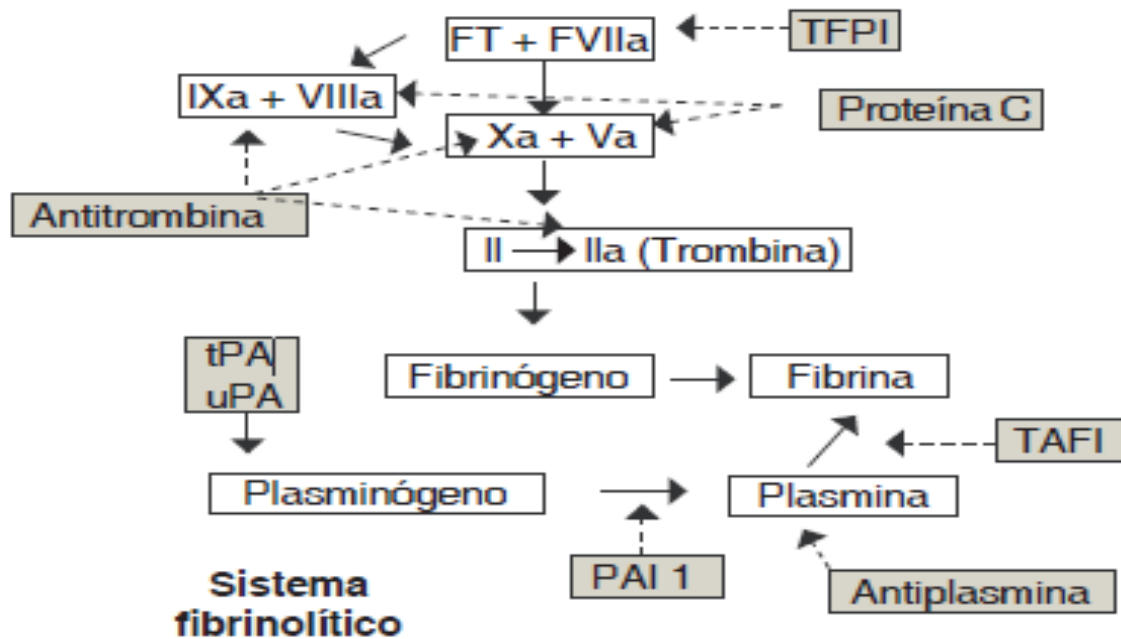 FT + FVIIa
TFPI
IXa + VIIIa
Proteína C
Xa + Va
Antitrombina
II → IIa (Trombina)
tPA
uPA
Fibrinógeno
Fibrina
TAFI
Plasminógeno
Plasmina
PAI 1
Antiplasmina
Sistema
fibrinolítico